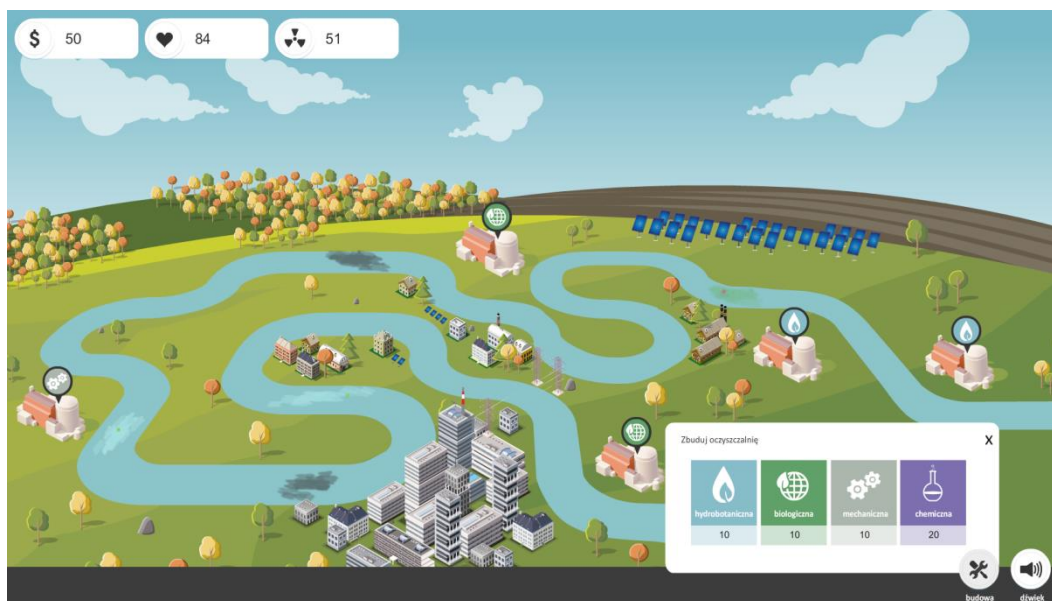 $ 50
84
51
Zbuduj oczyszczalnię
X
hydrobotaniczna
biologiczna
mechaniczna
chemiczna
10
10
10
20
budowa
dźwięk